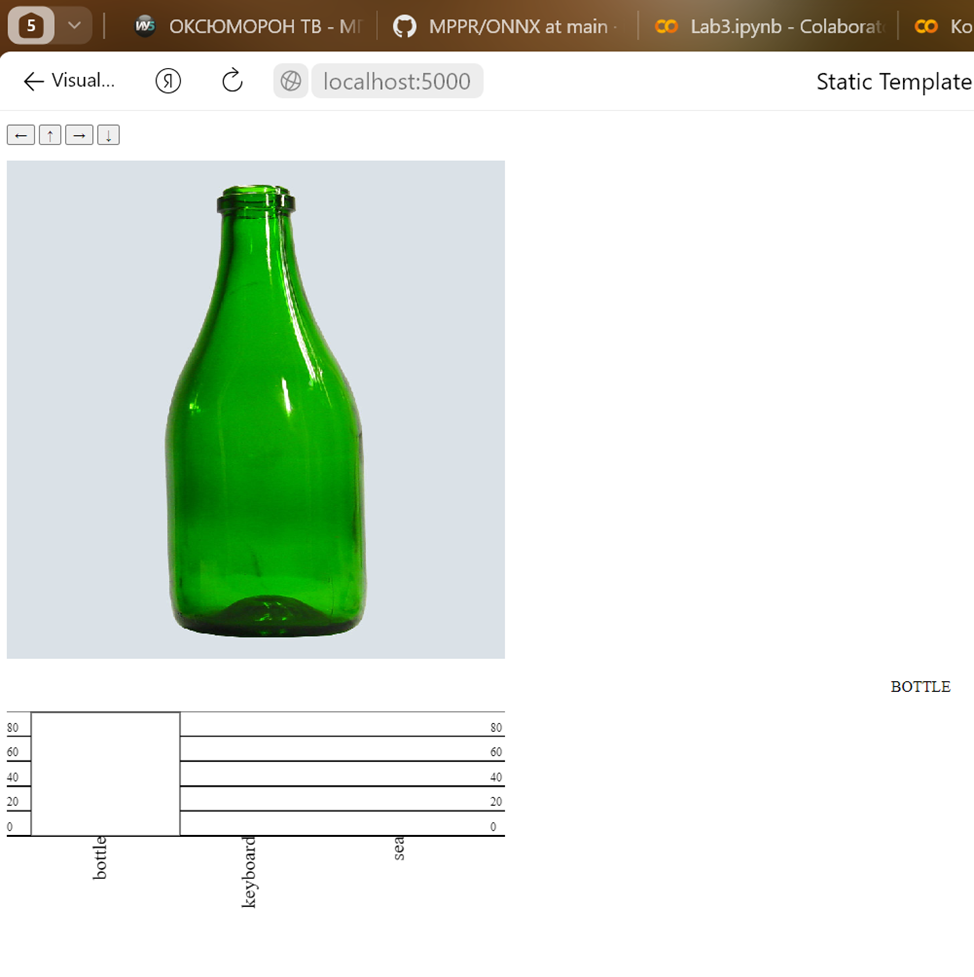 5 ОКСЮМОРОН ТВ - МГ MPPR/ONNX at main · Lab3.ipynb - Colaborat Ko
Visual... Я localhost:5000 Static Template
← ↑ → ↓
BOTTLE
80 80
60 60
40 40
20 20
0 0
bottle keyboard sea